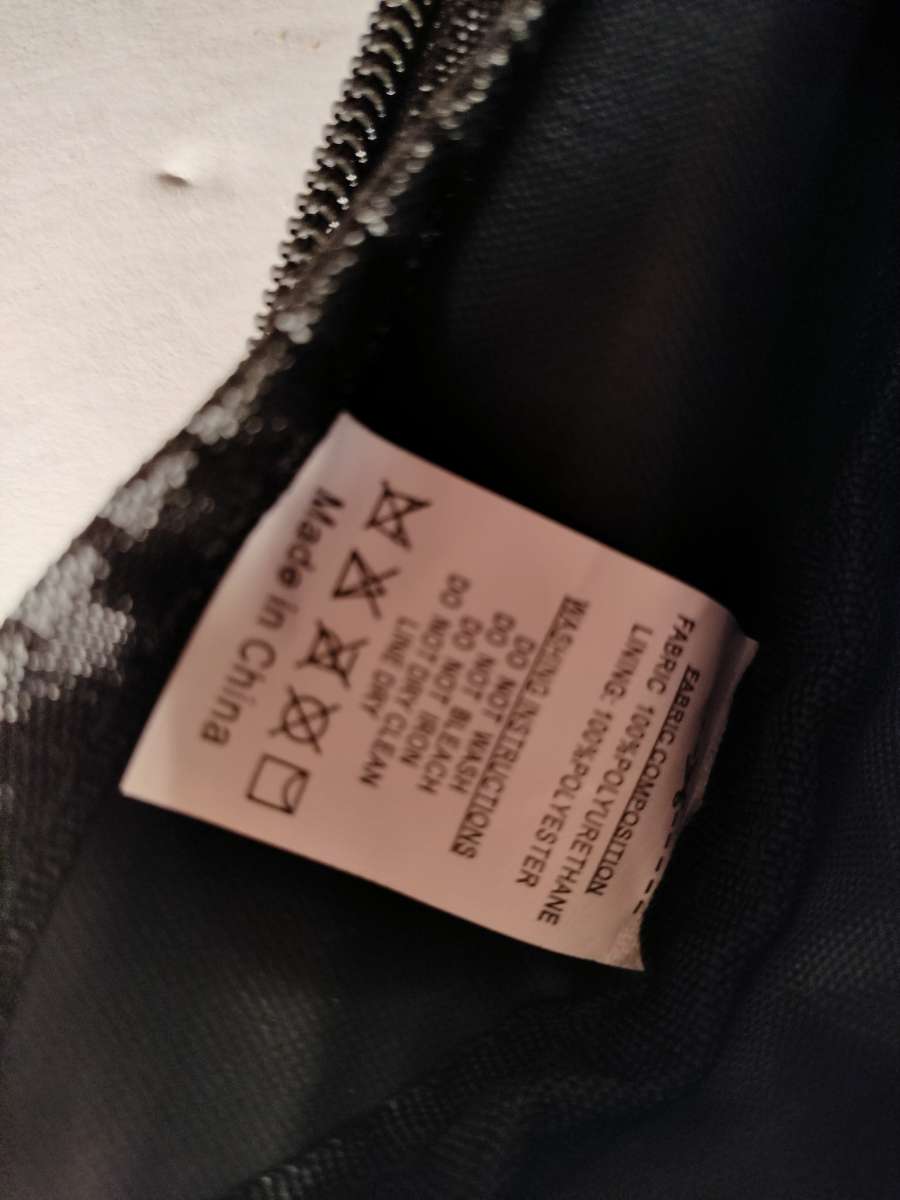 FABRIC COMPOSITION
FABRIC 100%POLYURETHANE
LINING: 100%POLYESTER
WASHING INSTRUCTIONS
DO NOT WASH
DO NOT BLEACH
DO NOT IRON
DO NOT DRY CLEAN
LINE DRY
Made in China